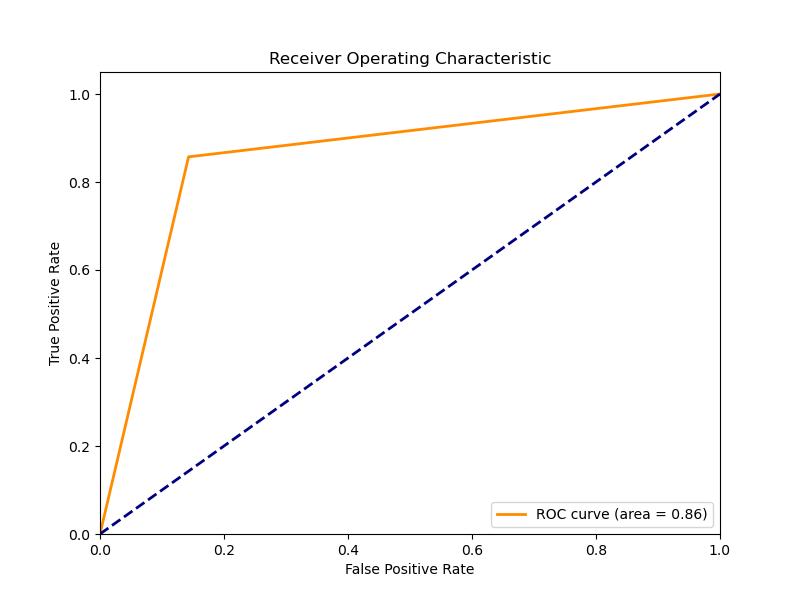 Receiver Operating Characteristic
1.0
0.8
0.6
0.4
0.2
0.0
True Positive Rate
ROC curve (area = 0.86)
0.0 0.2 0.4 0.6 0.8 1.0
False Positive Rate